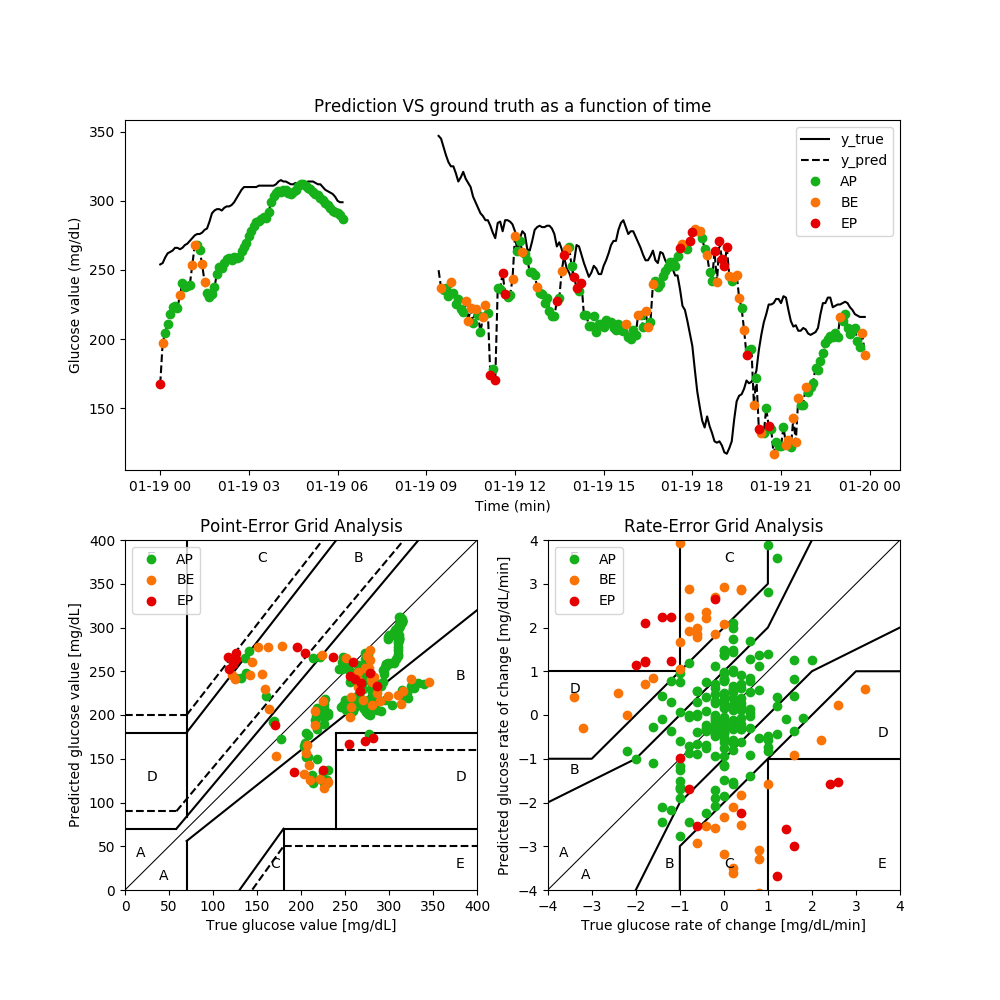 Prediction VS ground truth as a function of time
350
300
250
200
150
Glucose value (mg/dL)
y_true
y_pred
AP
BE
EP
01-19 00 01-19 03 01-19 06 01-19 09 01-19 12 01-19 15 01-19 18 01-19 21 01-20 00
Time (min)
Point-Error Grid Analysis
400
350
300
250
200
150
100
50
0
Predicted glucose value [mg/dL]
AP
BE
EP
C B
B
D D
A
A
C E
0 50 100 150 200 250 300 350 400
True glucose value [mg/dL]
Rate-Error Grid Analysis
4
3
2
1
0
−1
−2
−3
−4
Predicted glucose rate of change [mg/dL/min]
AP
BE
EP
C
D
D
B
A
A
B C E
−4 −3 −2 −1 0 1 2 3 4
True glucose rate of change [mg/dL/min]